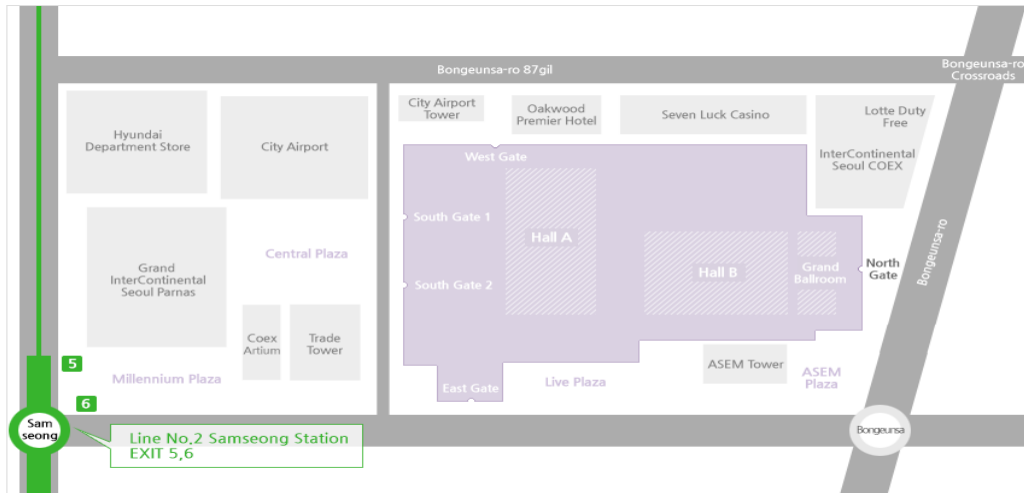 Bongeunsa-ro 87gil
Bongeunsa-ro
Crossroads
Hyundai
Department Store
City Airport
City Airport
Tower
Oakwood
Premier Hotel
Seven Luck Casino
Lotte Duty
Free
InterContinental
Seoul COEX
West Gate
South Gate 1
Hall A
Central Plaza
Grand
InterContinental
Seoul Parnas
South Gate 2
Hall B
Grand
Ballroom
North
Gate
Bongeunsa-ro
Coex
Artium
Trade
Tower
5
Millennium Plaza
East Gate
Live Plaza
ASEM Tower
ASEM
Plaza
6
Sam
seong
Line No.2 Samseong Station
EXIT 5,6
Bongeunsa